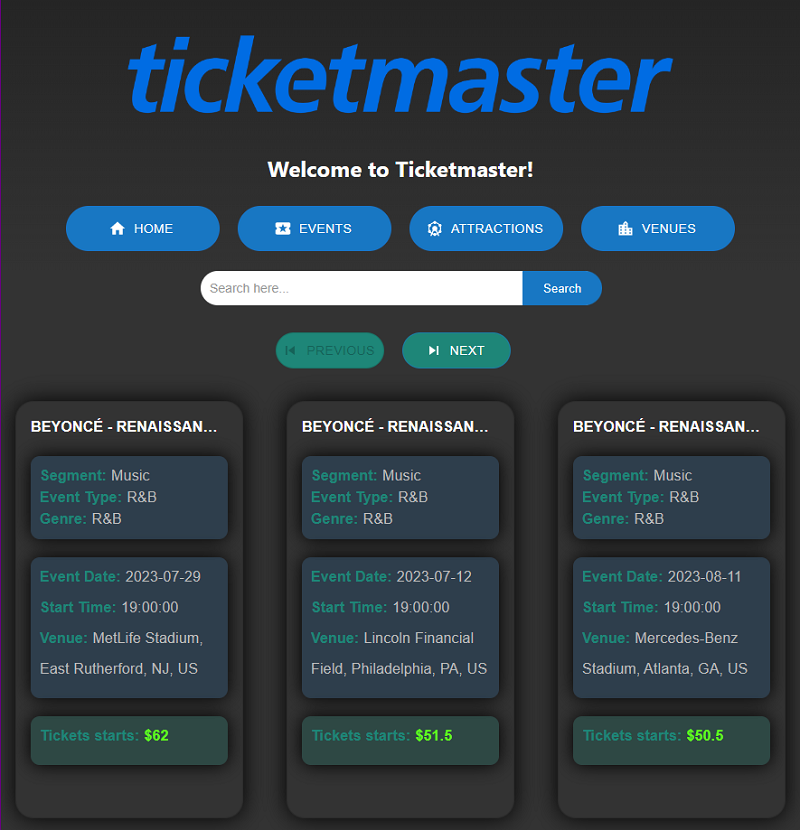 ticketmaster
Welcome to Ticketmaster!
HOME
EVENTS
ATTRACTIONS
VENUES
Search here...
Search
PREVIOUS
NEXT
BEYONCÉ - RENAISSAN...
Segment: Music
Event Type: R&B
Genre: R&B
Event Date: 2023-07-29
Start Time: 19:00:00
Venue: MetLife Stadium,
East Rutherford, NJ, US
Tickets starts: $62
BEYONCÉ - RENAISSAN...
Segment: Music
Event Type: R&B
Genre: R&B
Event Date: 2023-07-12
Start Time: 19:00:00
Venue: Lincoln Financial
Field, Philadelphia, PA, US
Tickets starts: $51.5
BEYONCÉ - RENAISSAN...
Segment: Music
Event Type: R&B
Genre: R&B
Event Date: 2023-08-11
Start Time: 19:00:00
Venue: Mercedes-Benz
Stadium, Atlanta, GA, US
Tickets starts: $50.5